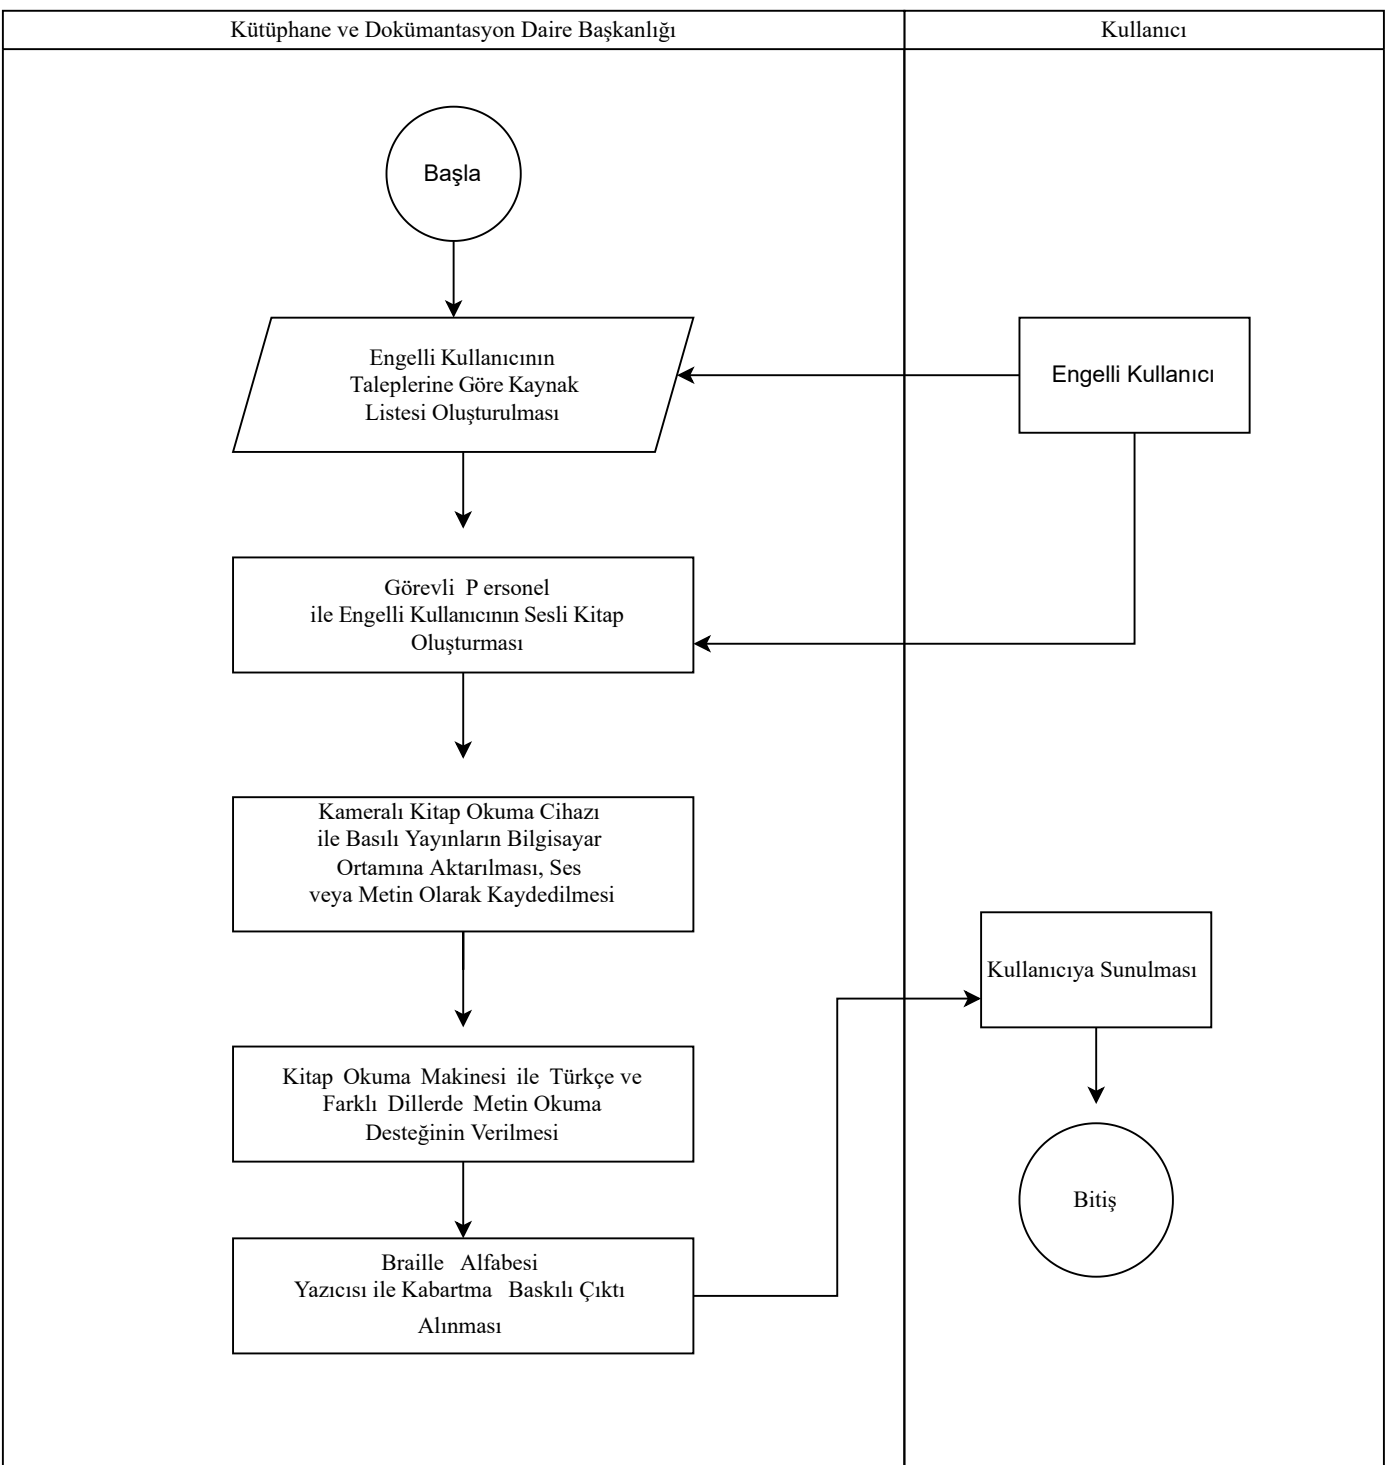 Kütüphane ve Dokümantasyon Daire Başkanlığı
Kullanıcı
Başla
Engelli Kullanıcının
Taleplerine Göre Kaynak
Listesi Oluşturulması
Engelli Kullanıcı
Görevli P ersonel
ile Engelli Kullanıcının Sesli Kitap
Oluşturması
Kameralı Kitap Okuma Cihazı
ile Basılı Yayınların Bilgisayar
Ortamına Aktarılması, Ses
veya Metin Olarak Kaydedilmesi
Kullanıcıya Sunulması
Kitap Okuma Makinesi ile Türkçe ve
Farklı Dillerde Metin Okuma
Desteğinin Verilmesi
Bitiş
Braille Alfabesi
Yazıcısı ile Kabartma Baskılı Çıktı
Alınması